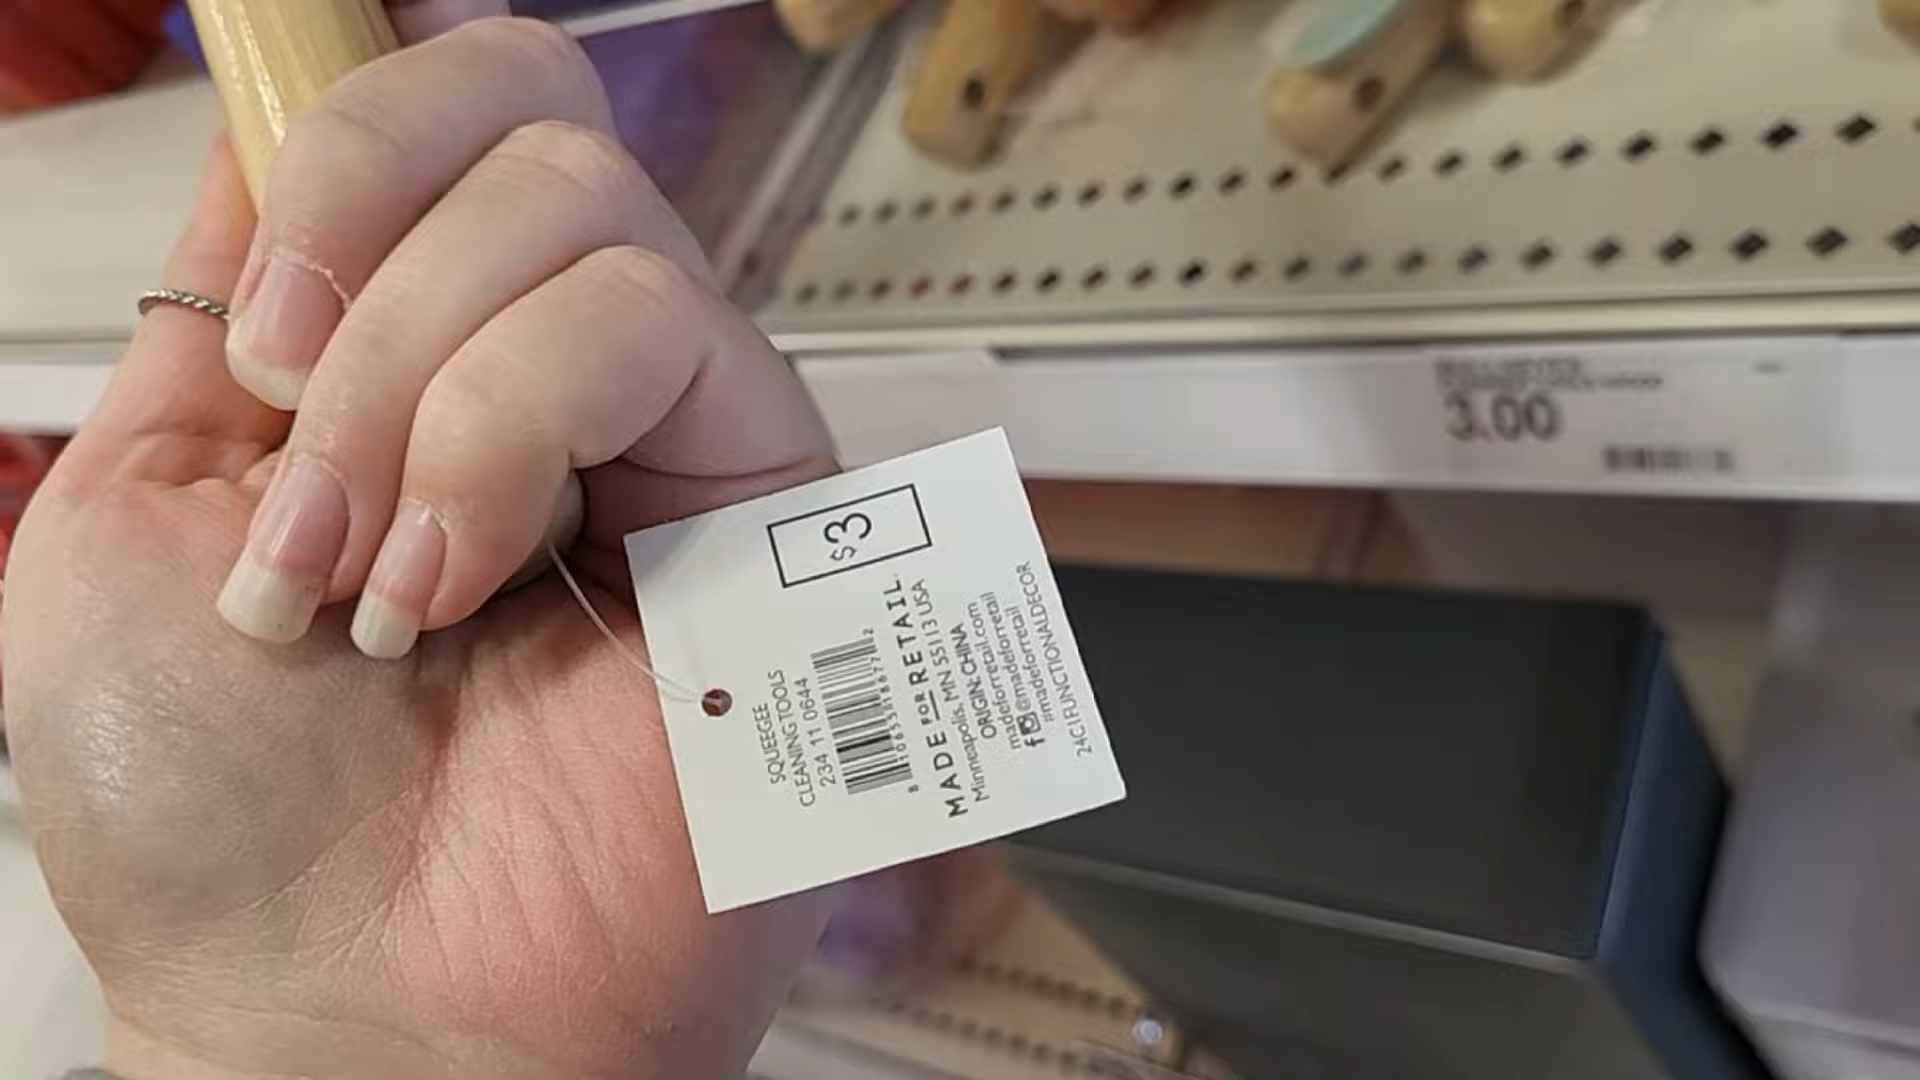 $3
SQUEEGEE
CLEANING TOOLS
234 11 0644
MADE FOR RETAIL.
Minneapolis, MN 55113 USA
ORIGIN: CHINA
madeforretail.com
@madeforretail
#madeforretail
24C1FUNCTIONALDECOR
3.00